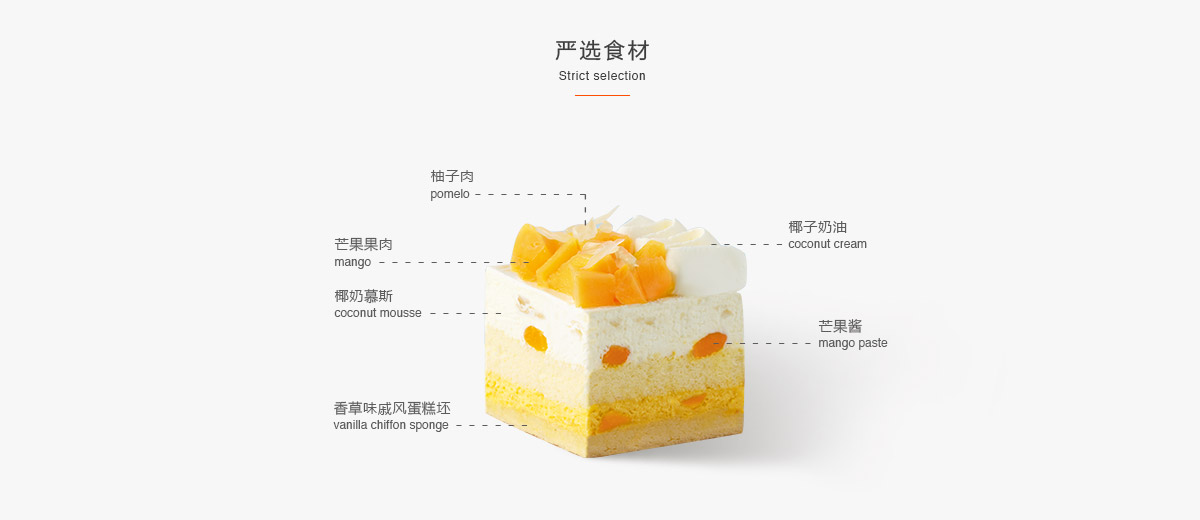 严选食材
Strict selection
柚子肉
pomelo
椰子奶油
coconut cream
芒果果肉
mango
椰奶慕斯
coconut mousse
芒果酱
mango paste
香草味戚风蛋糕坯
vanilla chiffon sponge